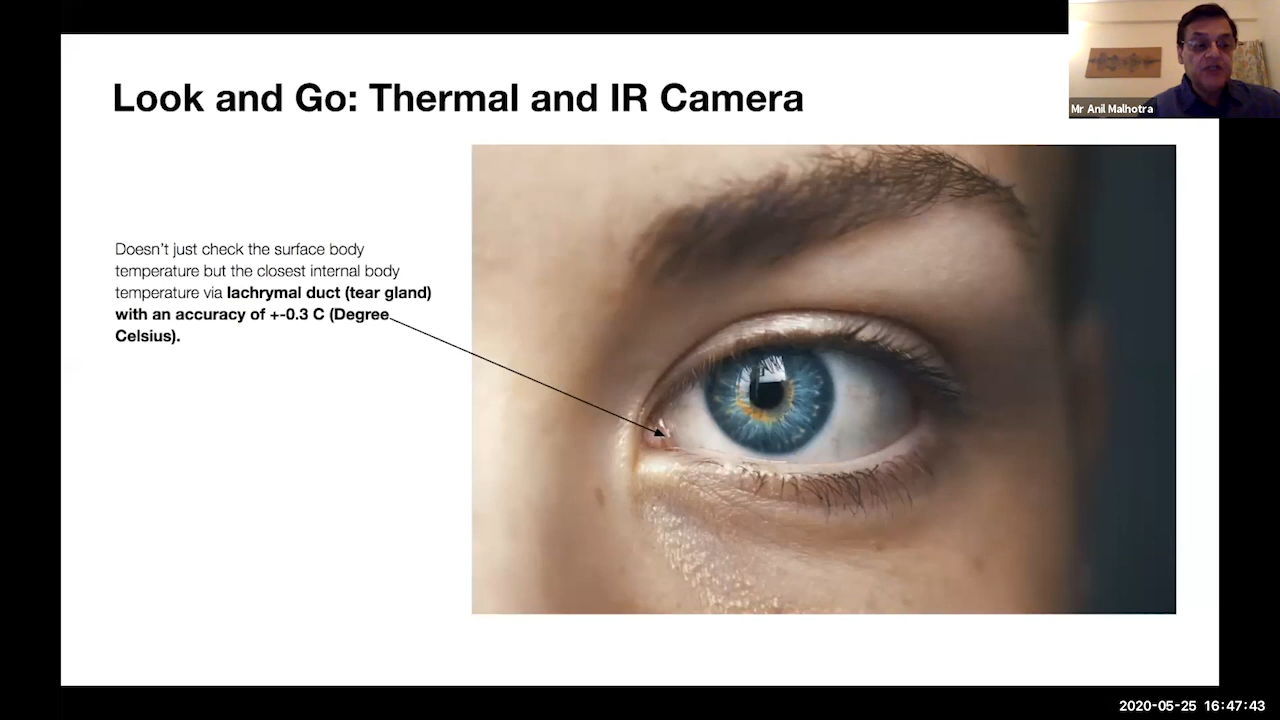 Look and Go: Thermal and IR Camera
Mr Anil Malhotra
Doesn't just check the surface body
temperature but the closest internal body
temperature via lachrymal duct (tear gland)
with an accuracy of +-0.3 C (Degree
Celsius).
2020-05-25 16:47:43